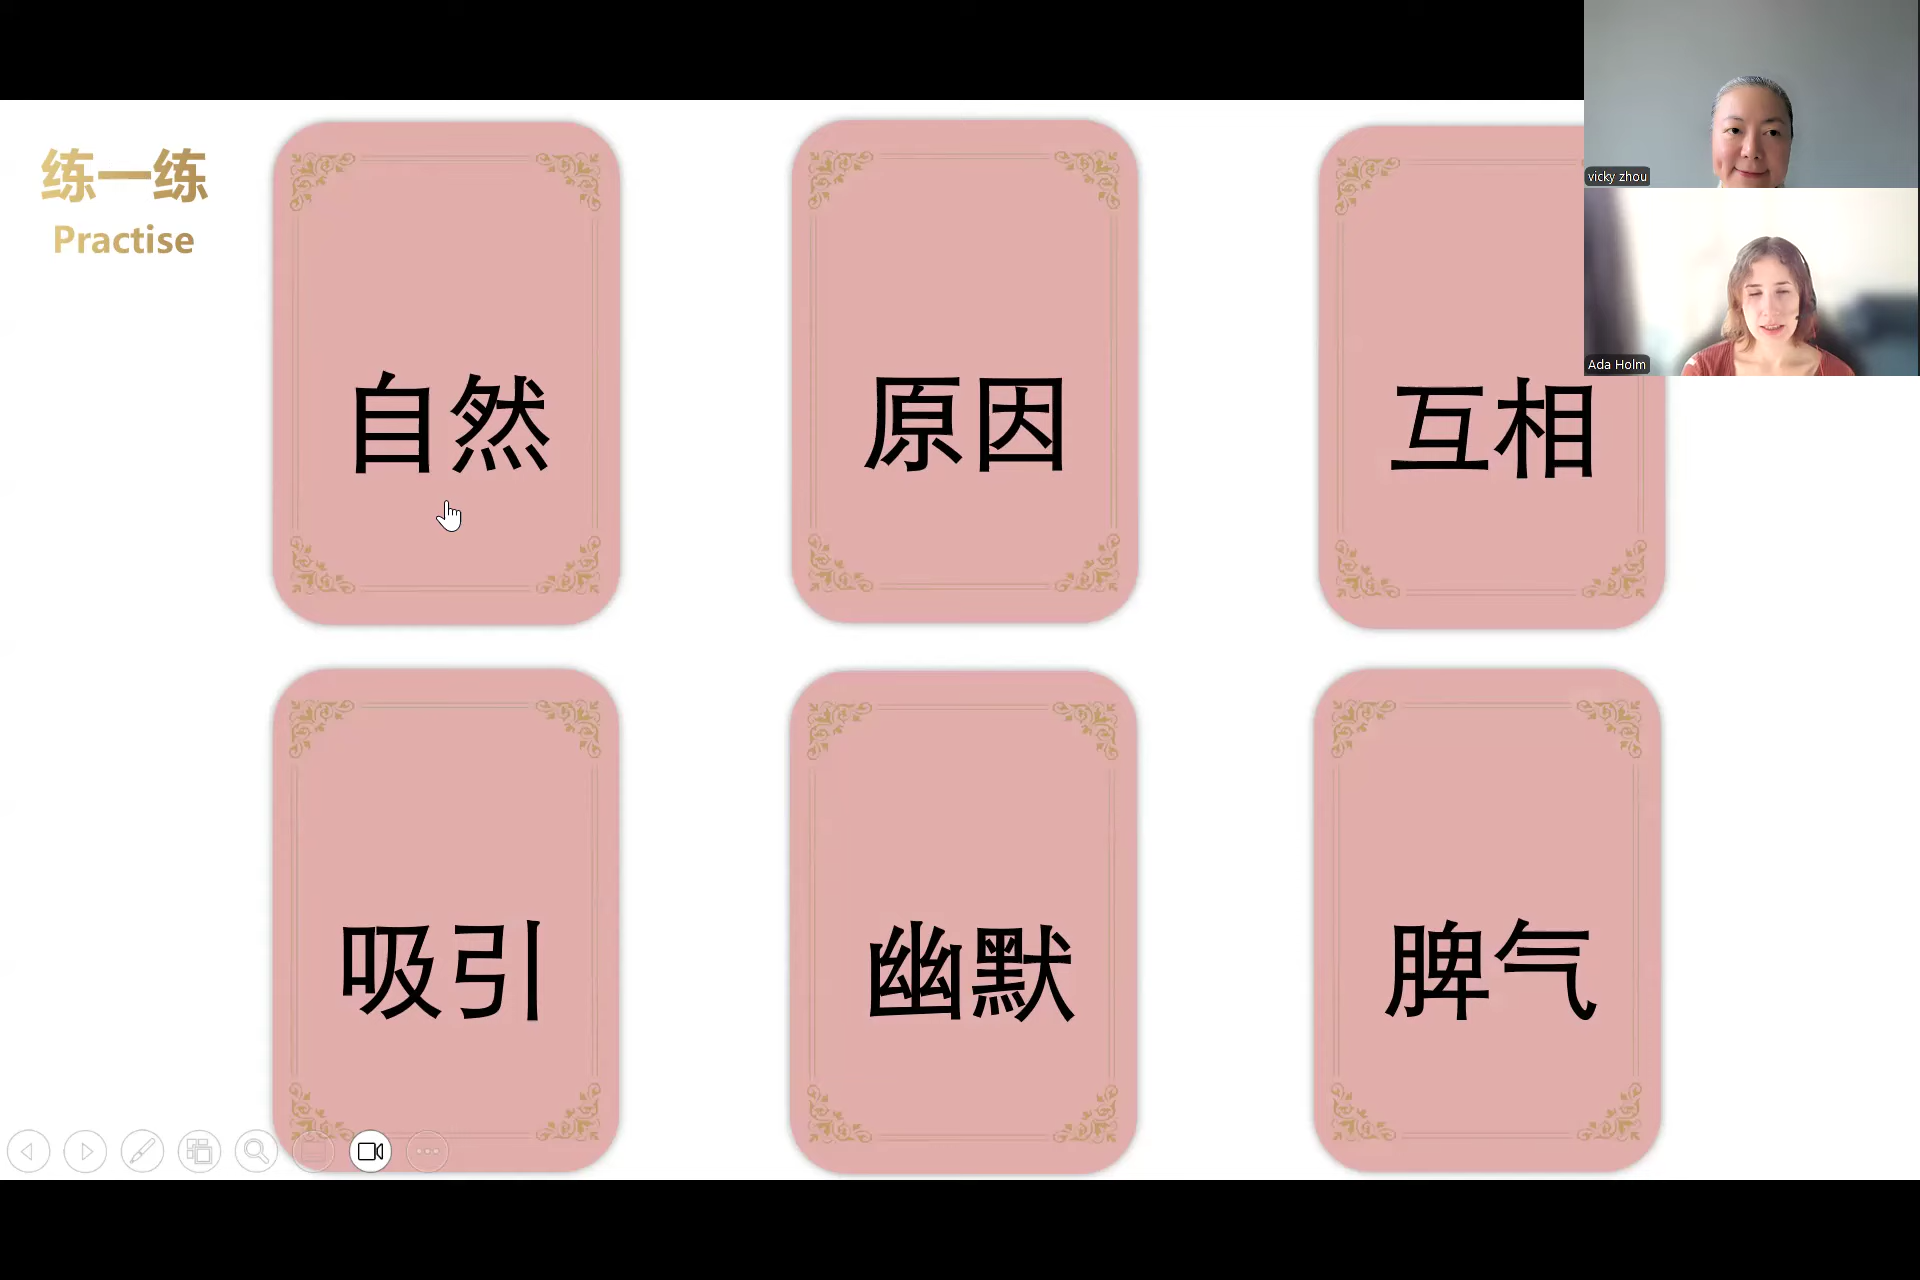 练一练
Practise
自然
原因
互相
吸引
幽默
脾气
vicky zhou
Ada Holm